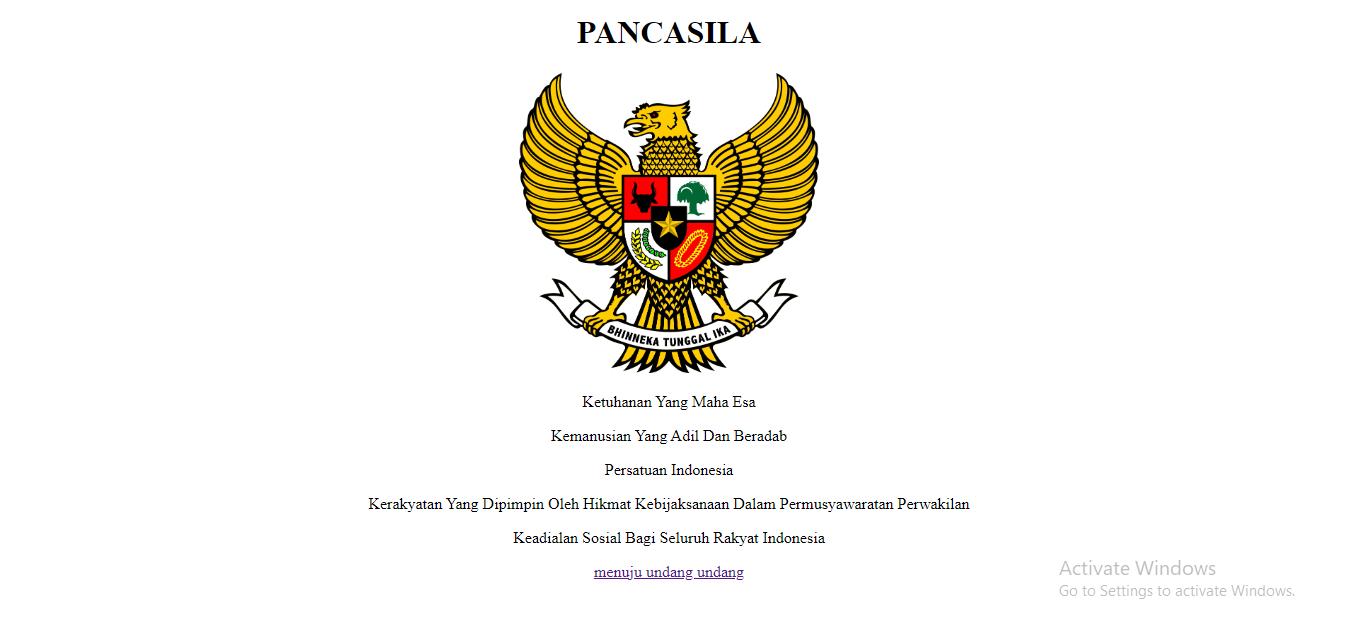 PANCASILA
BHINNEKA TUNGGAL IKA
Ketuhanan Yang Maha Esa
Kemanusian Yang Adil Dan Beradab
Persatuan Indonesia
Kerakyatan Yang Dipimpin Oleh Hikmat Kebijaksanaan Dalam Permusyawaratan Perwakilan
Keadialan Sosial Bagi Seluruh Rakyat Indonesia
menuju undang undang
Activate Windows
Go to Settings to activate Windows.